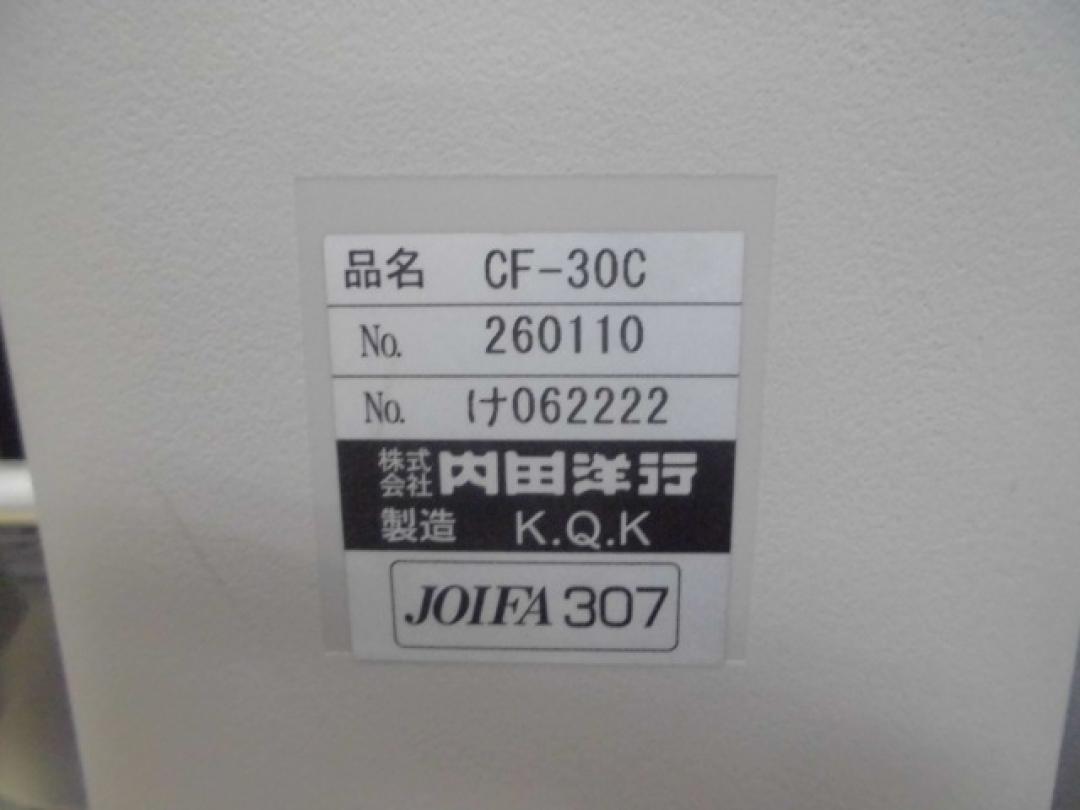 品名 CF-30C
No. 260110
No. け062222
株式会社 内田洋行
製造 K.Q.K
JOIFA 307